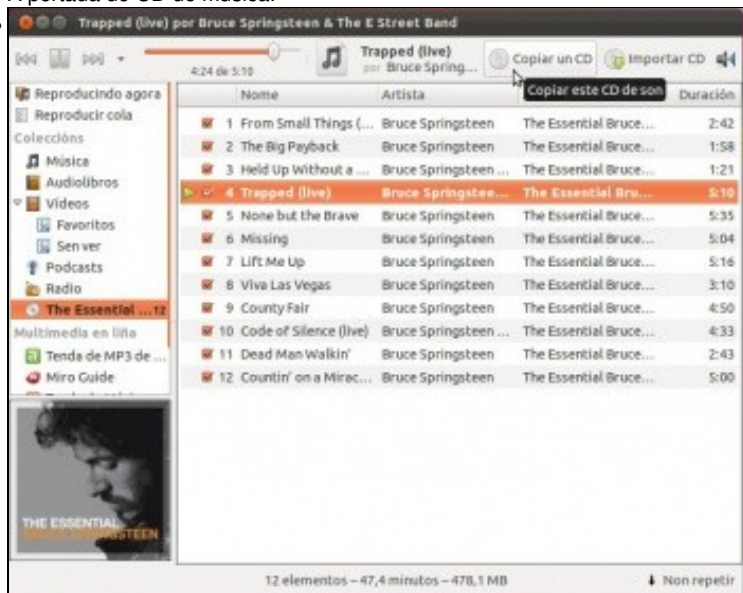 A portada do CD de música.
Trapped (live) por Bruce Springsteen & The E Street Band
4:24 de 5:10
Trapped (live)
por Bruce Spring...
Copiar un CD
Importar CD
Copiar este CD de son
Reproducindo agora
Reproducir cola
Coleccións
Música
Audiolibros
Vídeos
Favoritos
Sen ver
Podcasts
Radio
The Essential ...12
Multimedia en liña
Tenda de MP3 de ...
Miro Guide
THE ESSENTIAL
BRUCE SPRINGSTEEN
Nome Artista Duración
1 From Small Things (... Bruce Springsteen The Essential Bruce... 2:42
2 The Big Payback Bruce Springsteen The Essential Bruce... 1:58
3 Held Up Without a ... Bruce Springsteen ... The Essential Bruce... 1:21
4 Trapped (live) Bruce Springstee... The Essential Bru... 5:10
5 None but the Brave Bruce Springsteen The Essential Bruce... 5:35
6 Missing Bruce Springsteen The Essential Bruce... 5:04
7 Lift Me Up Bruce Springsteen The Essential Bruce... 5:16
8 Viva Las Vegas Bruce Springsteen The Essential Bruce... 3:10
9 County Fair Bruce Springsteen The Essential Bruce... 4:50
10 Code of Silence (live) Bruce Springsteen ... The Essential Bruce... 4:33
11 Dead Man Walkin' Bruce Springsteen The Essential Bruce... 2:43
12 Countin' on a Mirac... Bruce Springsteen The Essential Bruce... 5:00
12 elementos – 47,4 minutos – 478,1 MB
Non repetir